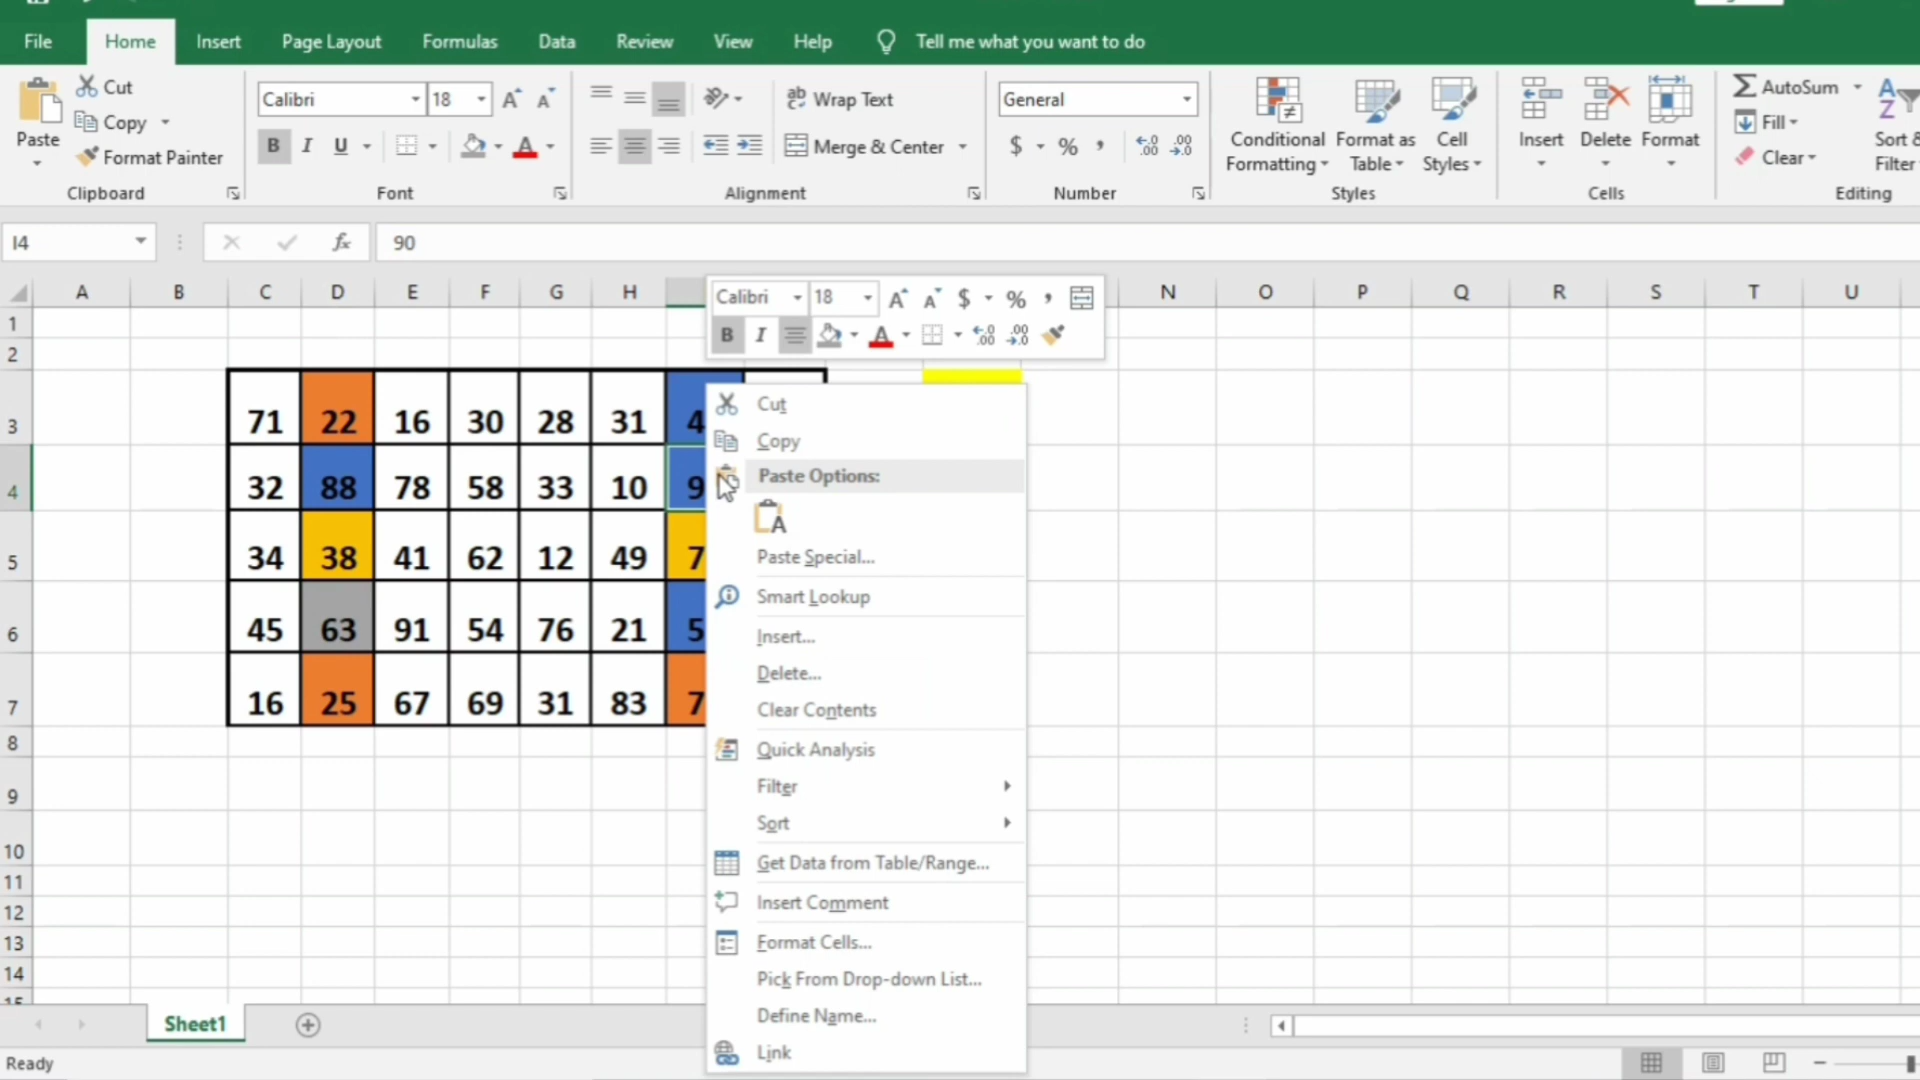 File Home Insert Page Layout Formulas Data Review View Help Tell me what you want to do
Paste
Cut
Copy
Format Painter
Clipboard
Calibri 18 A A
B I U A
Font
Wrap Text
Merge & Center
Alignment
General
$ % ,
Number
Conditional Formatting
Format as Table
Cell Styles
Styles
Insert Delete Format
Cells
AutoSum
Fill
Clear
Sort &
Filter
Editing
I4 fx 90
A B C D E F G H N O P Q R S T U
Calibri 18 A A $ % ,
B I A
1
2
3 71 22 16 30 28 31 4
4 32 88 78 58 33 10 9
5 34 38 41 62 12 49 7
6 45 63 91 54 76 21 5
7 16 25 67 69 31 83 7
8
9
10
11
12
13
14
15
Cut
Copy
Paste Options:
Paste Special...
Smart Lookup
Insert...
Delete...
Clear Contents
Quick Analysis
Filter
Sort
Get Data from Table/Range...
Insert Comment
Format Cells...
Pick From Drop-down List...
Define Name...
Link
Sheet1
Ready